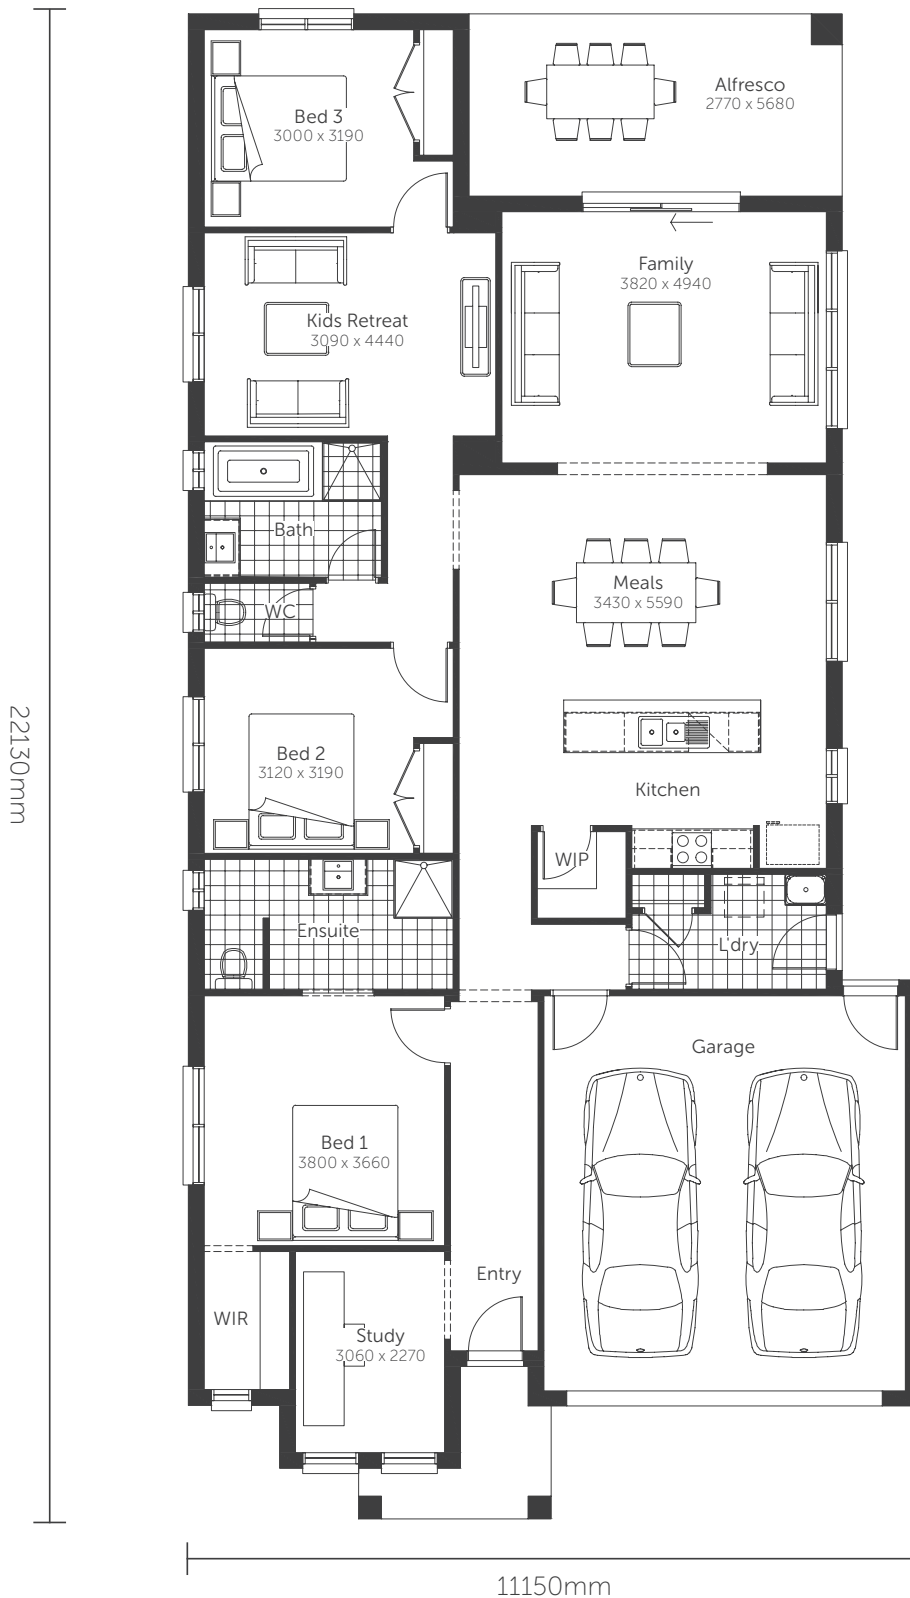 Alfresco
2770 x 5680
Bed 3
3000 x 3190
Family
3820 x 4940
Kids Retreat
3090 x 4440
Bath
WC
Meals
3430 x 5590
Bed 2
3120 x 3190
Kitchen
WIP
Ensuite
L'dry
Garage
Bed 1
3800 x 3660
Entry
WIR
Study
3060 x 2270
22130mm
11150mm